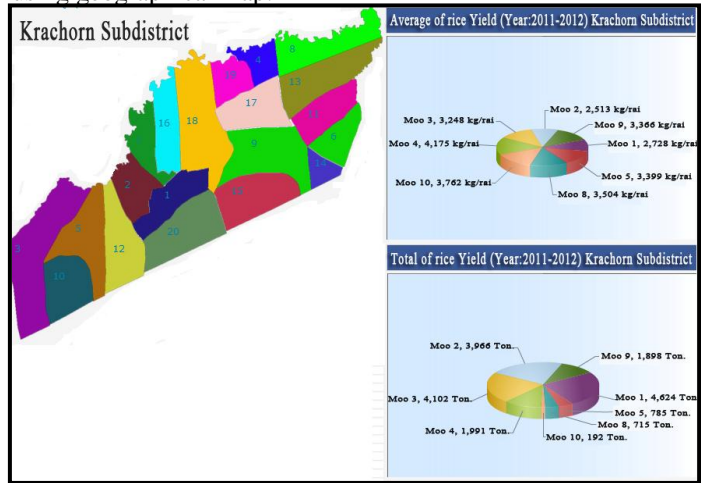 Krachorn Subdistrict
4
8
13
17
16
18
9
6
2
1
3
5
12
20
10
Average of rice Yield (Year:2011-2012) Krachorn Subdistrict
Moo 2, 2,513 kg/rai
Moo 3, 3,248 kg/rai
Moo 9, 3,366 kg/rai
Moo 4, 4,175 kg/rai
Moo 1, 2,728 kg/rai
Moo 10, 3,762 kg/rai
Moo 5, 3,399 kg/rai
Moo 8, 3,504 kg/rai
Total of rice Yield (Year:2011-2012) Krachorn Subdistrict
Moo 2, 3,966 Ton.
Moo 9, 1,898 Ton.
Moo 3, 4,102 Ton.
Moo 1, 4,624 Ton.
Moo 5, 785 Ton.
Moo 4, 1,991 Ton.
Moo 8, 715 Ton.
Moo 10, 192 Ton.